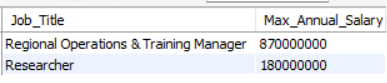 Job_Title Max_Annual_Salary
Regional Operations & Training Manager 870000000
Researcher 180000000